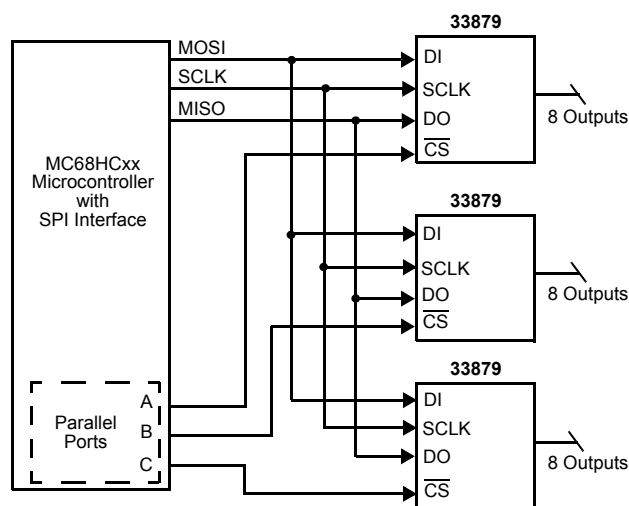 MOSI
SCLK
MISO
MC68HCxx
Microcontroller
with
SPI Interface
Parallel
Ports
A
B
C
33879
DI
SCLK
DO
CS
8 Outputs
33879
DI
SCLK
DO
CS
8 Outputs
33879
DI
SCLK
DO
CS
8 Outputs